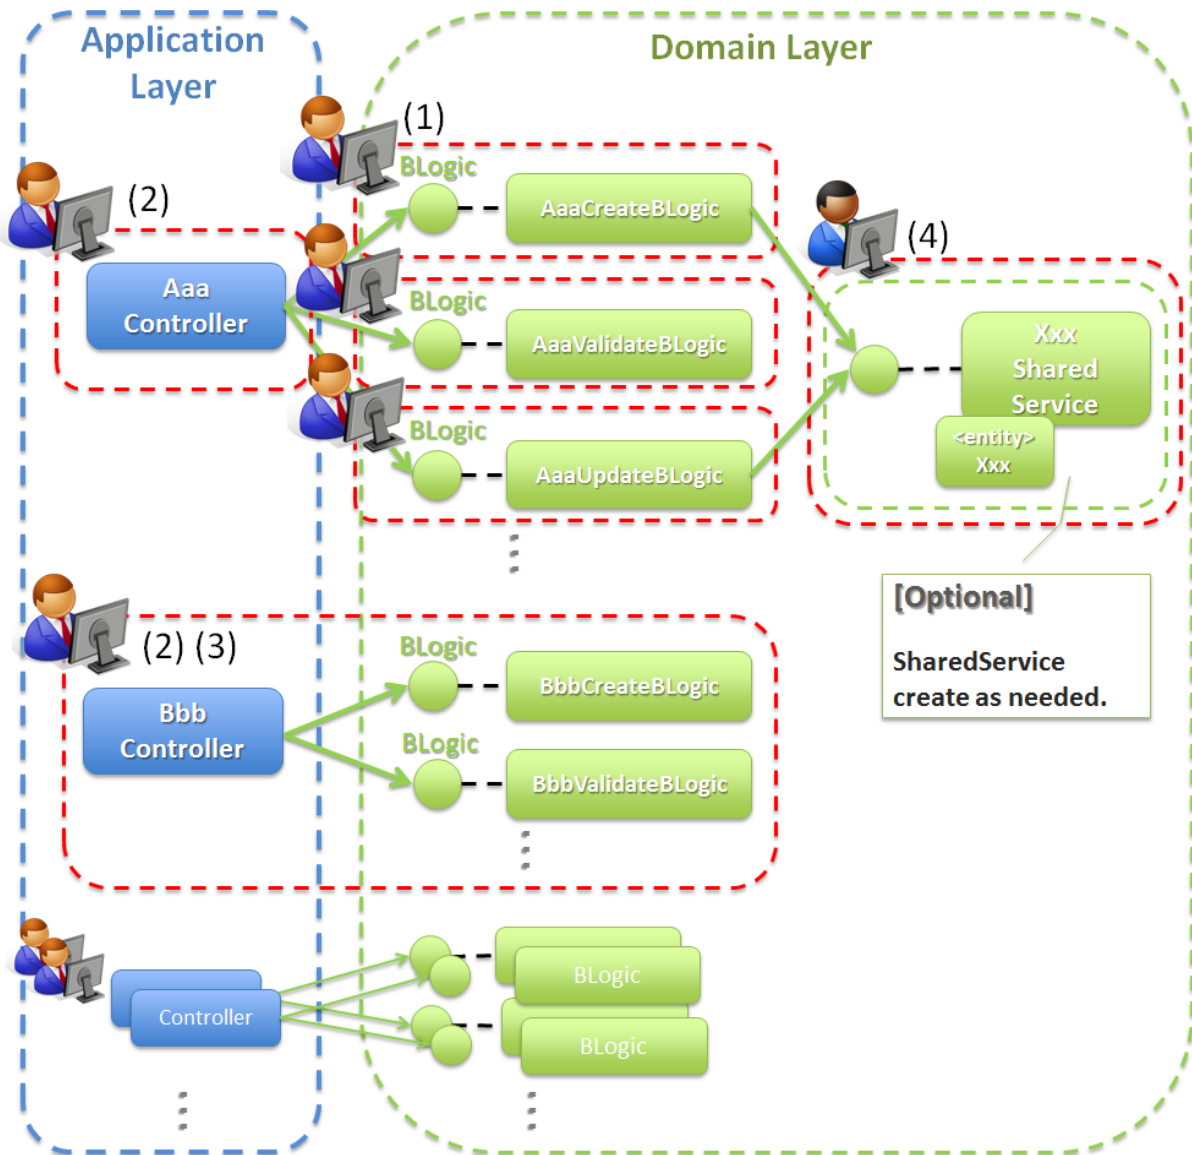 Application
Layer
Domain Layer
(1)
BLogic
AaaCreateBLogic
(2)
Aaa
Controller
BLogic
AaaValidateBLogic
BLogic
AaaUpdateBLogic
(4)
Xxx
Shared
Service
<entity>
Xxx
[Optional]
SharedService
create as needed.
(2) (3)
Bbb
Controller
BLogic
BbbCreateBLogic
BLogic
BbbValidateBLogic
Controller
BLogic
BLogic